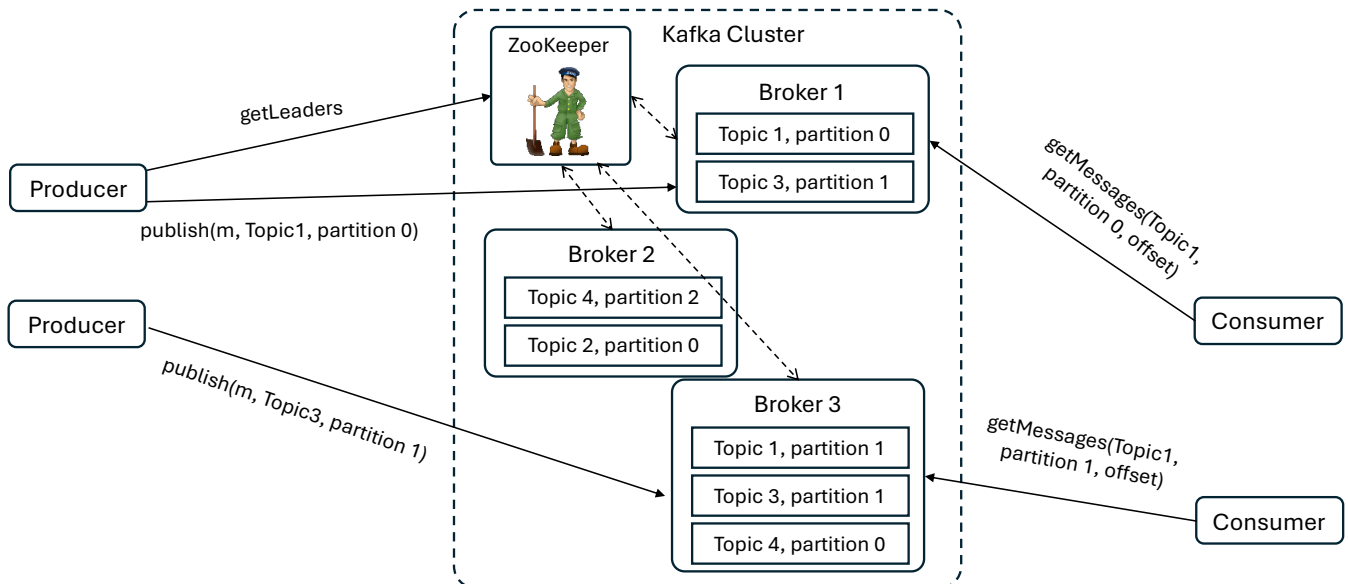 Kafka Cluster
ZooKeeper
getLeaders
Producer
publish(m, Topic1, partition 0)
Broker 1
Topic 1, partition 0
Topic 3, partition 1
getMessages(Topic1,
partition 0, offset)
Consumer
Broker 2
Topic 4, partition 2
Topic 2, partition 0
Producer
publish(m, Topic3, partition 1)
Broker 3
Topic 1, partition 1
Topic 3, partition 1
Topic 4, partition 0
getMessages(Topic1,
partition 1, offset)
Consumer